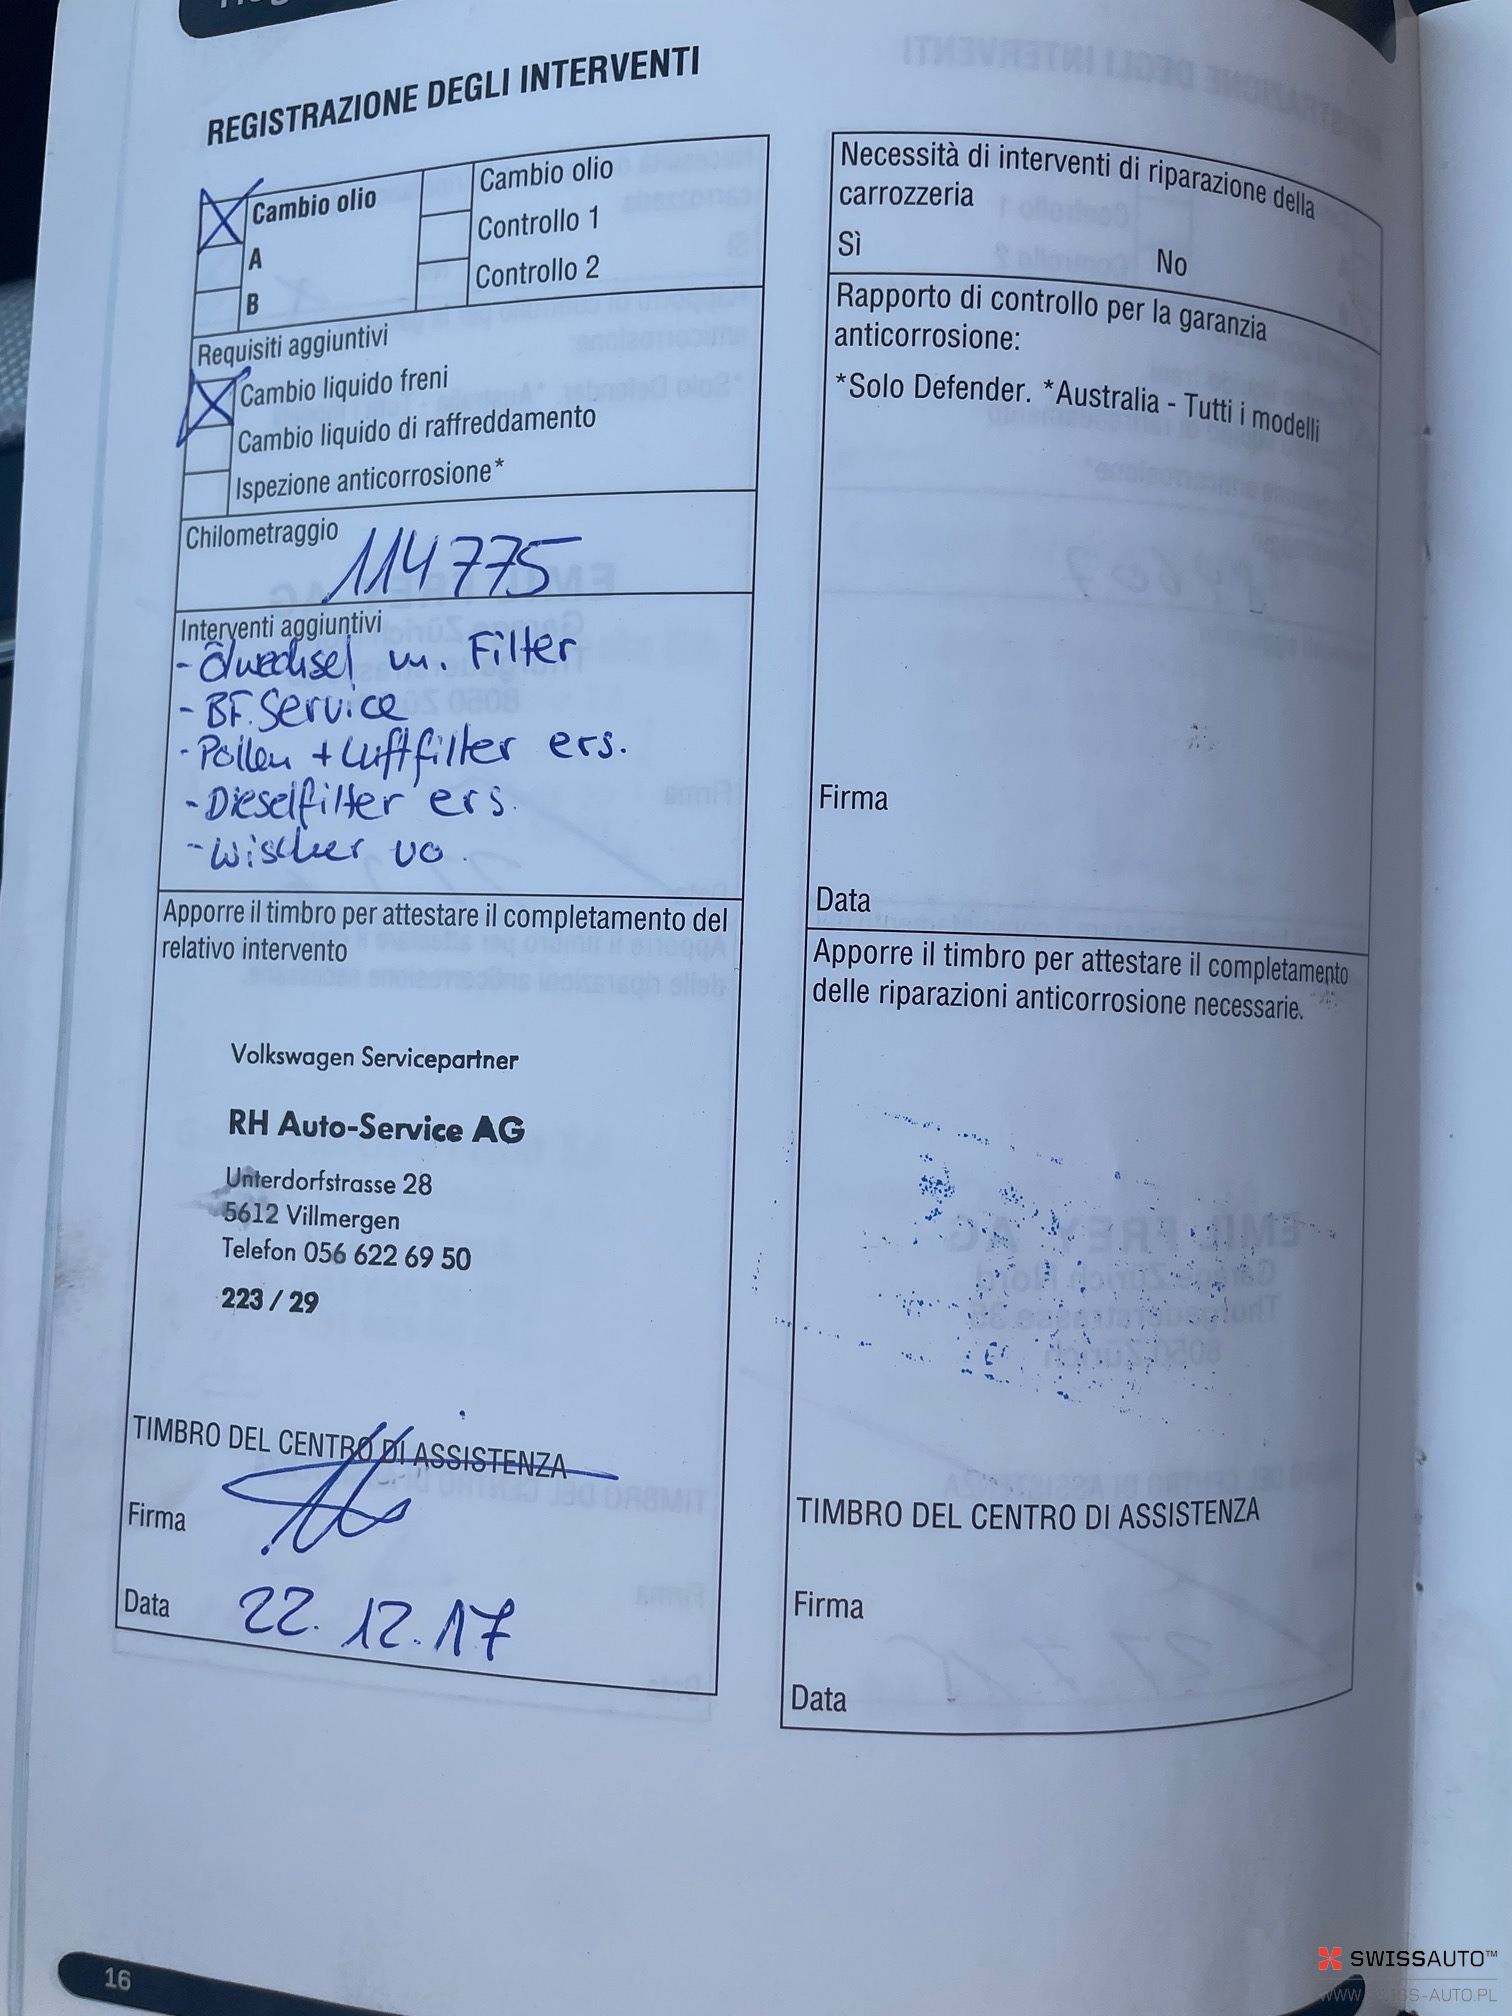 REGISTRAZIONE DEGLI INTERVENTI
Cambio olio
A
B
Cambio olio
Controllo 1
Controllo 2
Requisiti aggiuntivi
Cambio liquido freni
Cambio liquido di raffreddamento
Ispezione anticorrosione*
Chilometraggio
114775
Interventi aggiuntivi
- Ölwechsel m. Filter
- BF. Service
- Pollen + Luftfilter ers.
- Dieselfilter ers.
- Wischer vo.
Apporre il timbro per attestare il completamento del
relativo intervento
Volkswagen Servicepartner
RH Auto-Service AG
Unterdorfstrasse 28
5612 Villmergen
Telefon 056 622 69 50
223 / 29
TIMBRO DEL CENTRO DI ASSISTENZA
Firma
Data 22.12.17
Necessità di interventi di riparazione della
carrozzeria
Sì No
Rapporto di controllo per la garanzia
anticorrosione:
*Solo Defender. *Australia - Tutti i modelli
Firma
Data
Apporre il timbro per attestare il completamento
delle riparazioni anticorrosione necessarie.
TIMBRO DEL CENTRO DI ASSISTENZA
Firma
Data
16
SWISSAUTO™
WWW.SWISS-AUTO.PL